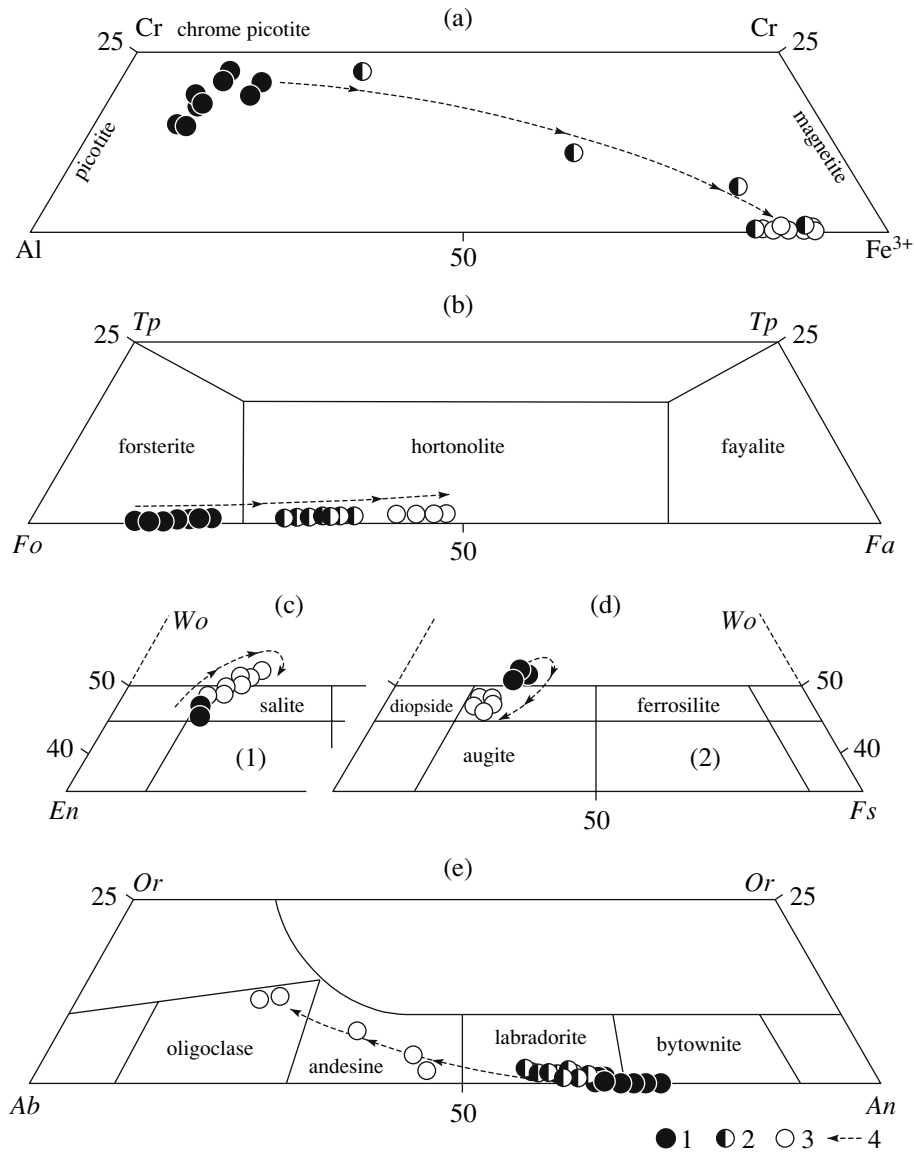 (a)
25 Cr chrome picotite Cr 25
picotite
magnetite
Al 50 Fe³⁺
(b)
25 Tp Tp 25
forsterite hortonolite fayalite
Fo 50 Fa
(c) (d)
Wo Wo
50 salite diopside ferrosilite 50
40 (1) augite (2) 40
En 50 Fs
(e)
25 Or Or 25
oligoclase andesine labradorite bytownite
Ab 50 An
1 2 3 4